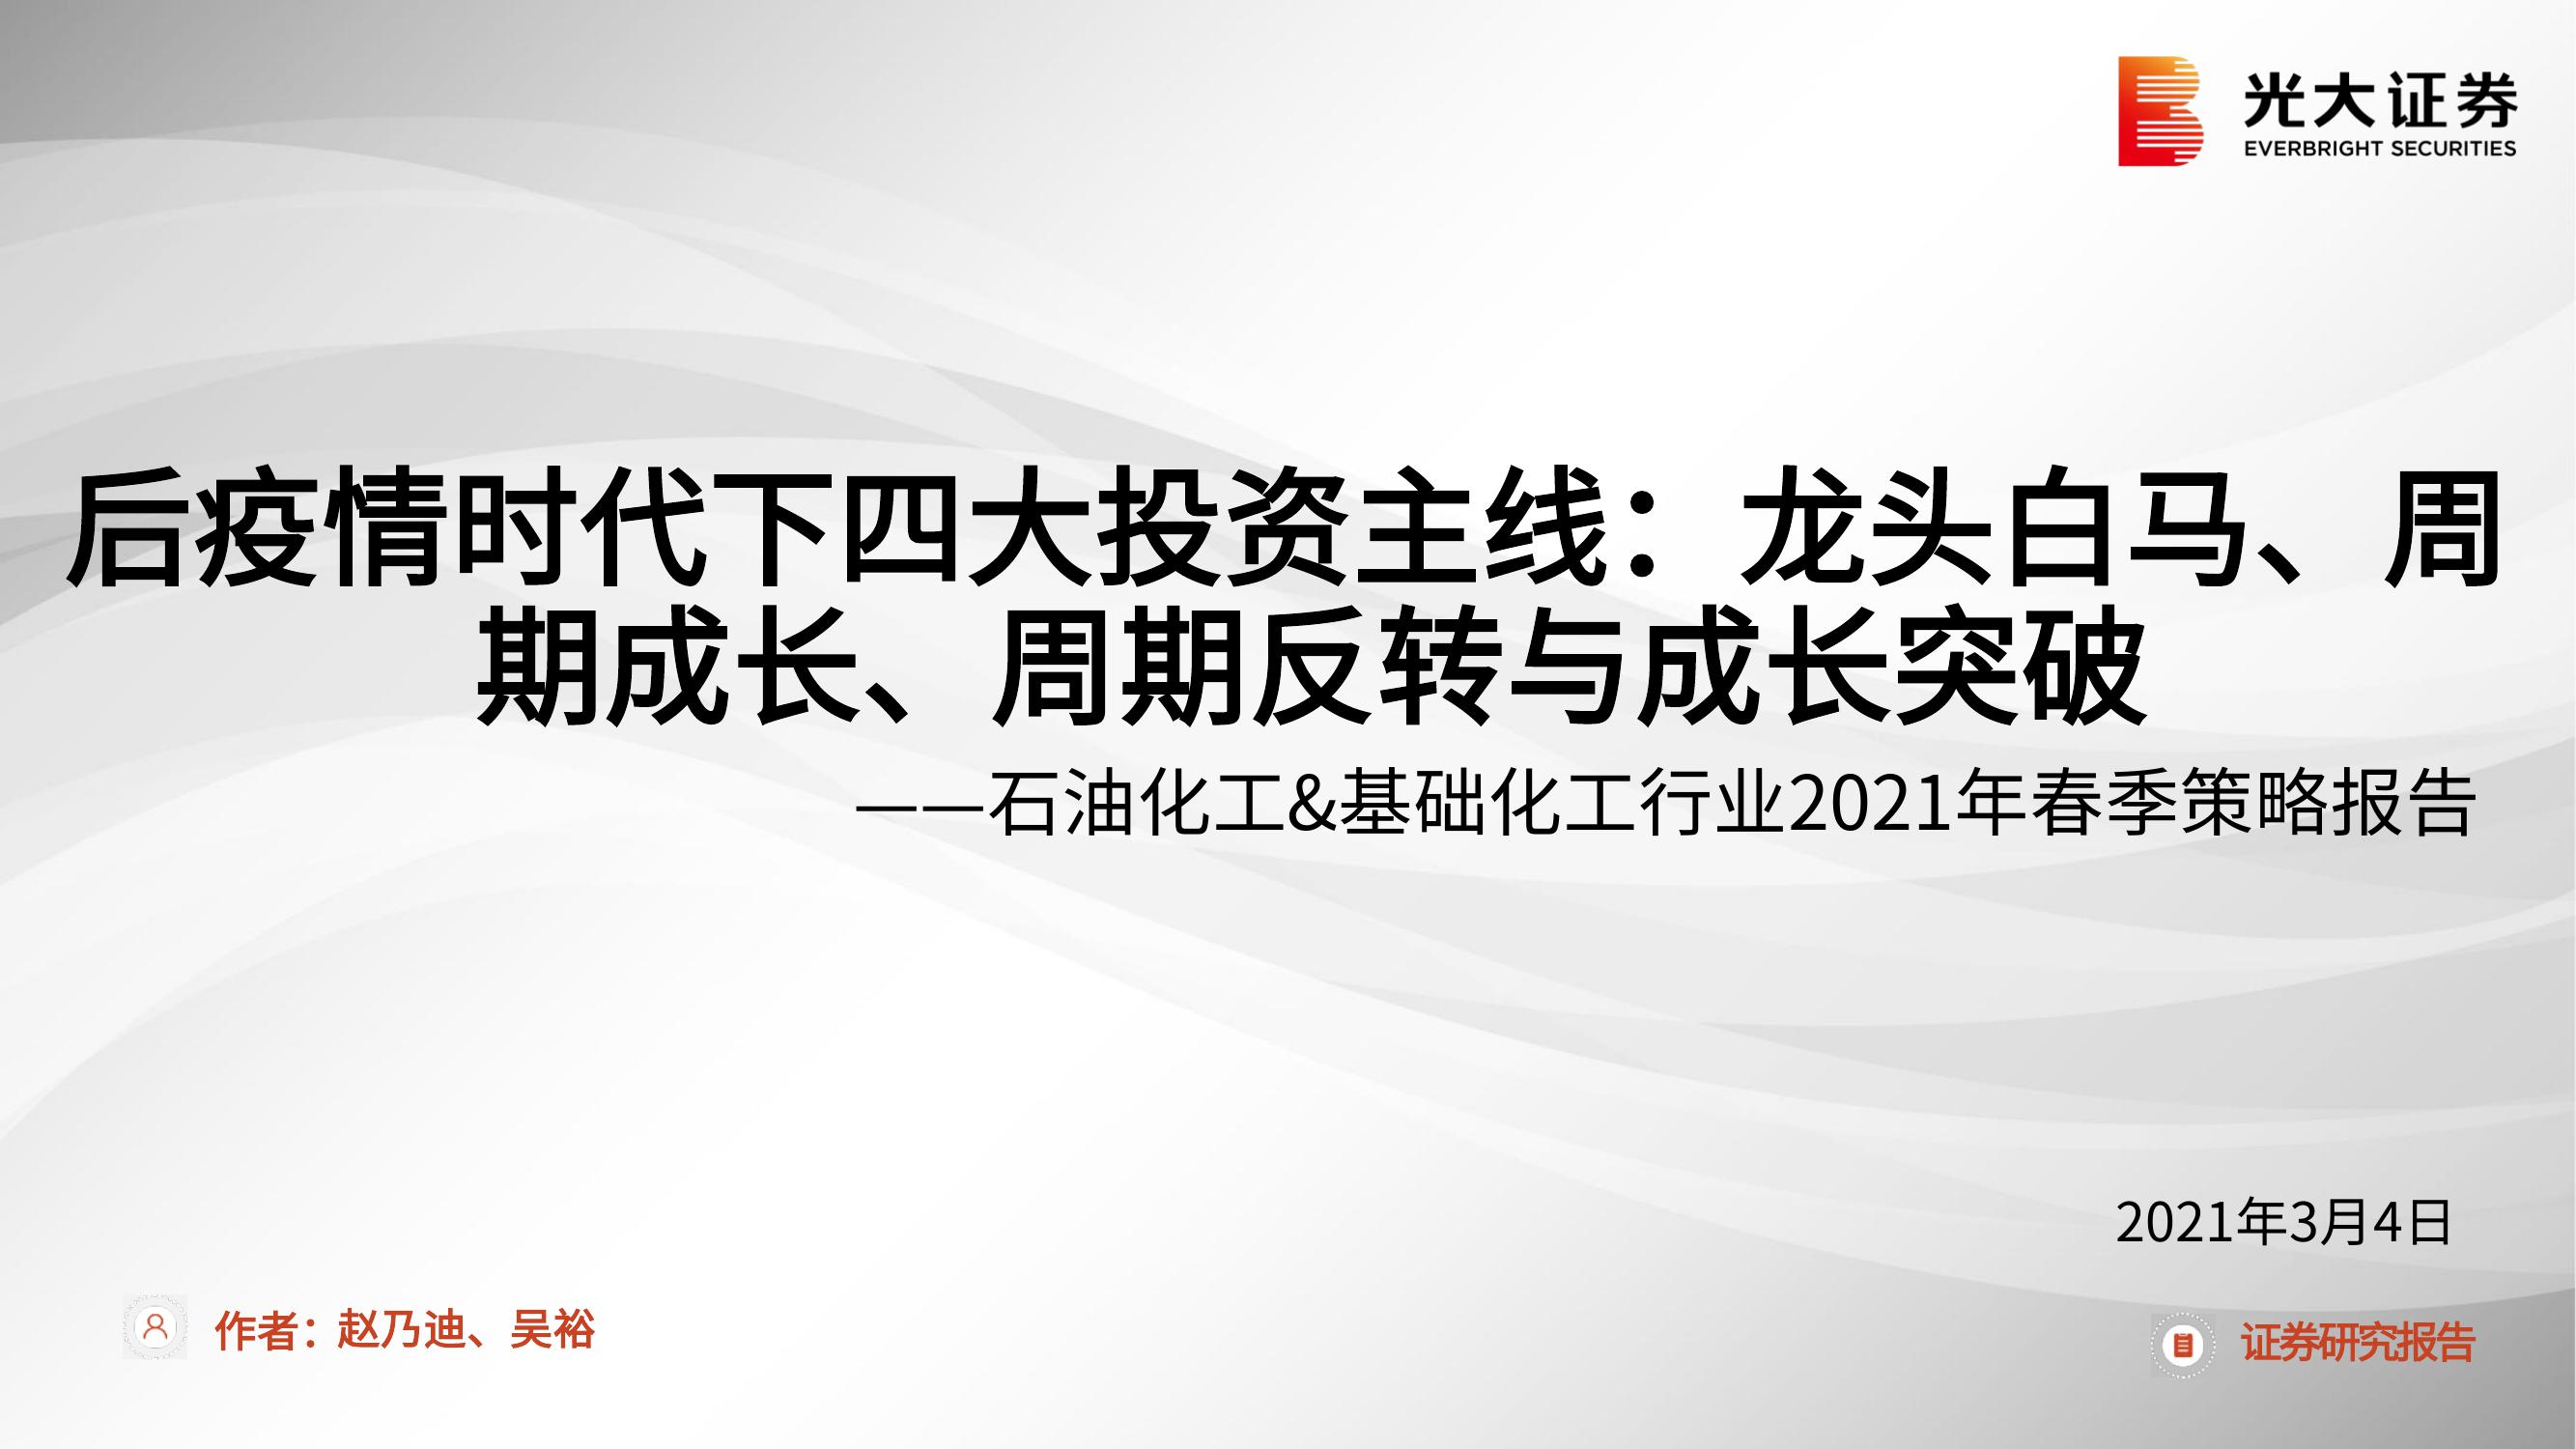 光大证券
EVERBRIGHT SECURITIES
后疫情时代下四大投资主线：龙头白马、周
期成长、周期反转与成长突破
——石油化工&基础化工行业2021年春季策略报告
2021年3月4日
作者：赵乃迪、吴裕
证券研究报告